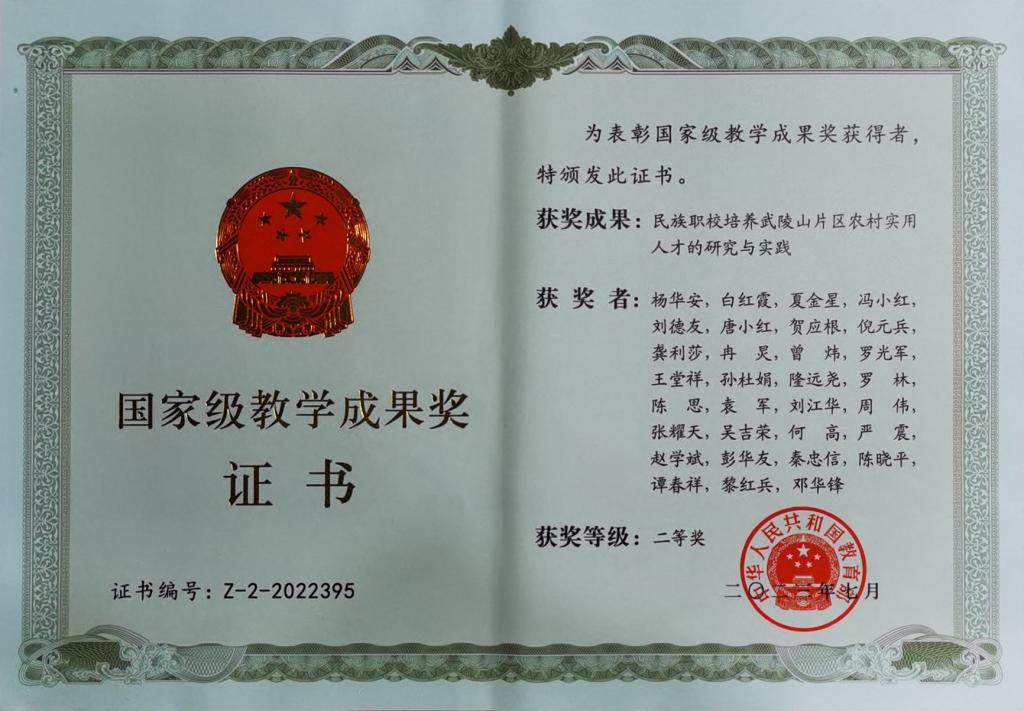 国家级教学成果奖
证书
证书编号：Z-2-2022395
为表彰国家级教学成果奖获得者，
特颁发此证书。
获奖成果：民族职校培养武陵山片区农村实用
人才的研究与实践
获奖者：杨华安，白红霞，夏金星，冯小红，
刘德友，唐小红，贺应根，倪元兵，
龚利莎，冉炅，曾炜，罗光军，
王堂祥，孙杜娟，隆远尧，罗林，
陈思，袁军，刘江华，周伟，
张耀天，吴吉荣，何高，严震，
赵学斌，彭华友，秦忠信，陈晓平，
谭春祥，黎红兵，邓华锋
获奖等级：二等奖
中华人民共和国教育部
二〇二三年七月